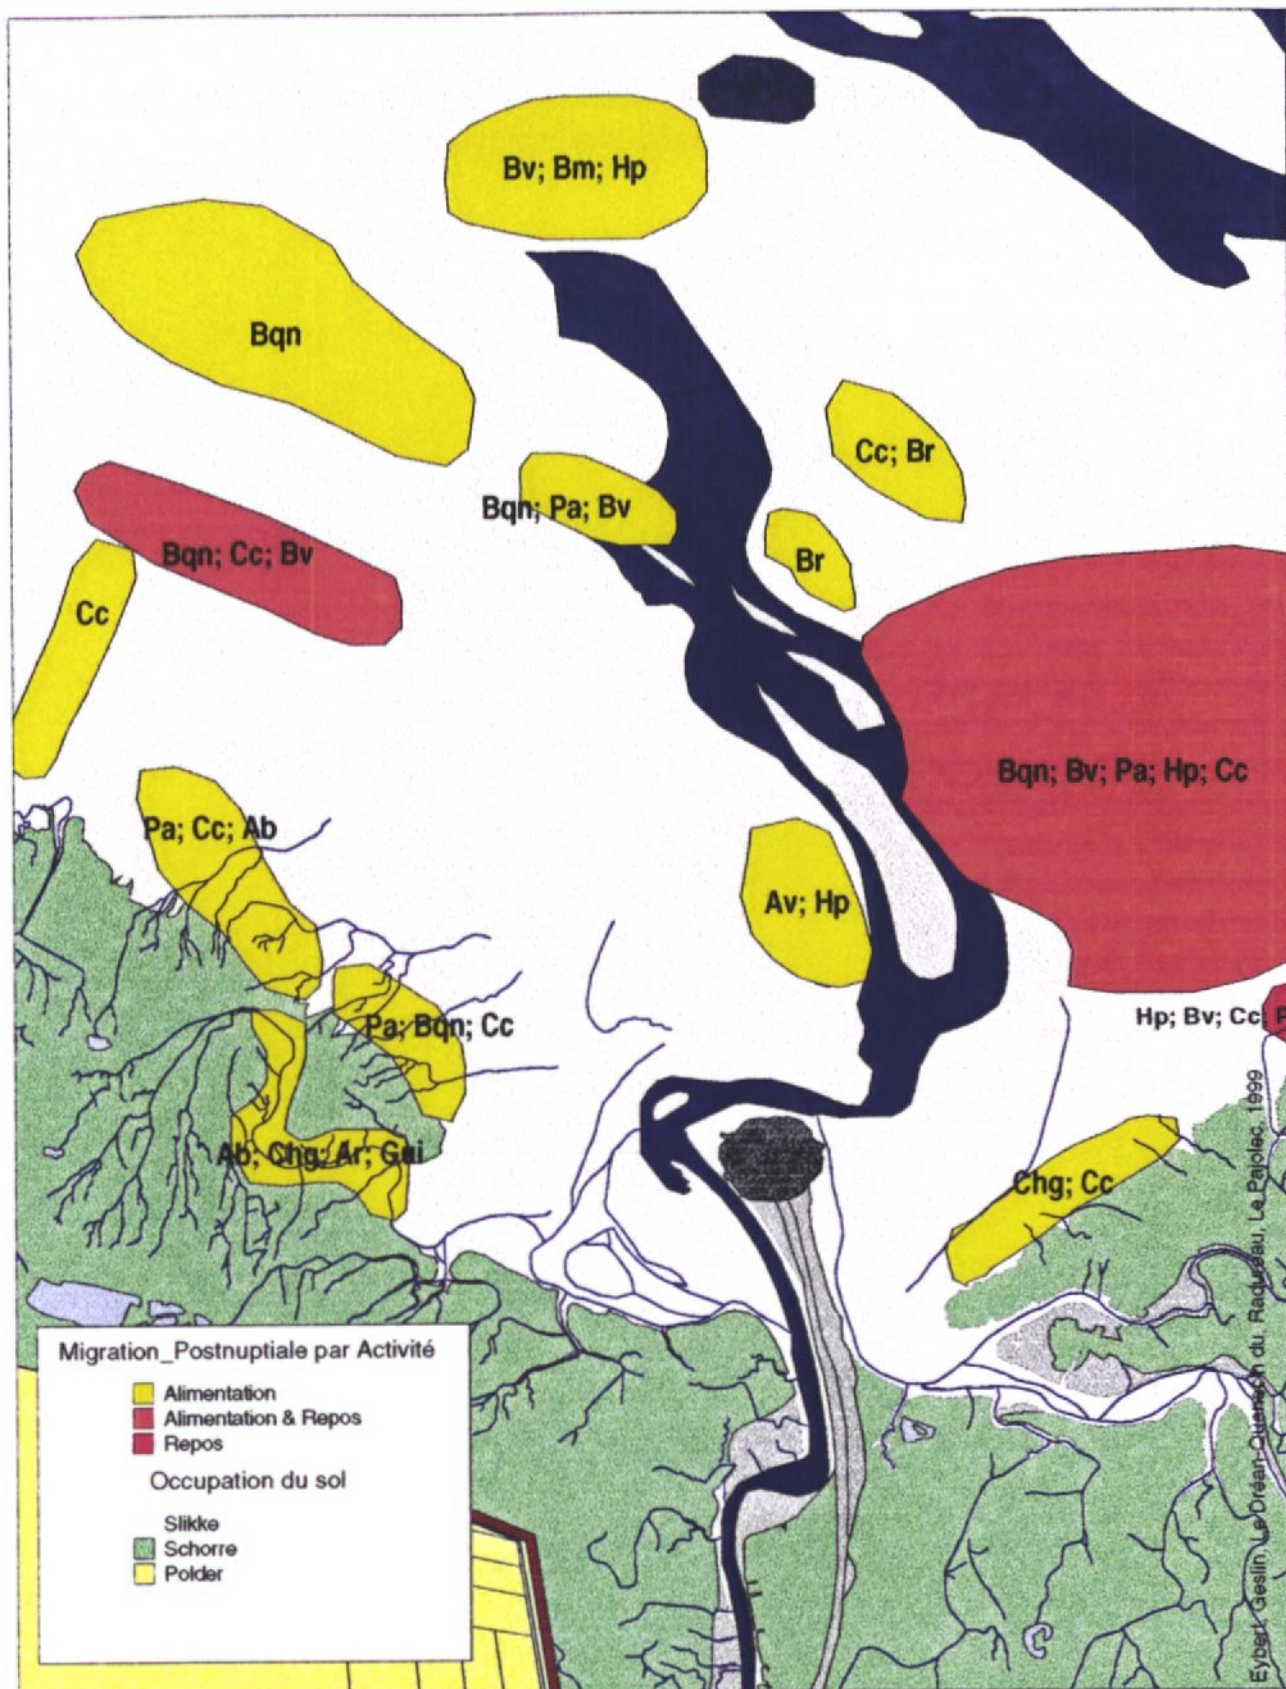 Bv; Bm; Hp
Bqn
Cc; Br
Bqn; Pa; Bv
Br
Bqn; Cc; Bv
Cc
Bqn; Bv; Pa; Hp; Cc
Pa; Cc; Ab
Av; Hp
Hp; Bv; Cc; P
Pa; Bqn; Cc
Ab; Chg; Ar; Gui
Chg; Cc
Migration_Postnuptiale par Activité
Alimentation
Alimentation & Repos
Repos
Occupation du sol
Slikke
Schorre
Polder
Eybert, Geslin, Le Dréan-Quénec'h du, Le Pajolec, 1999